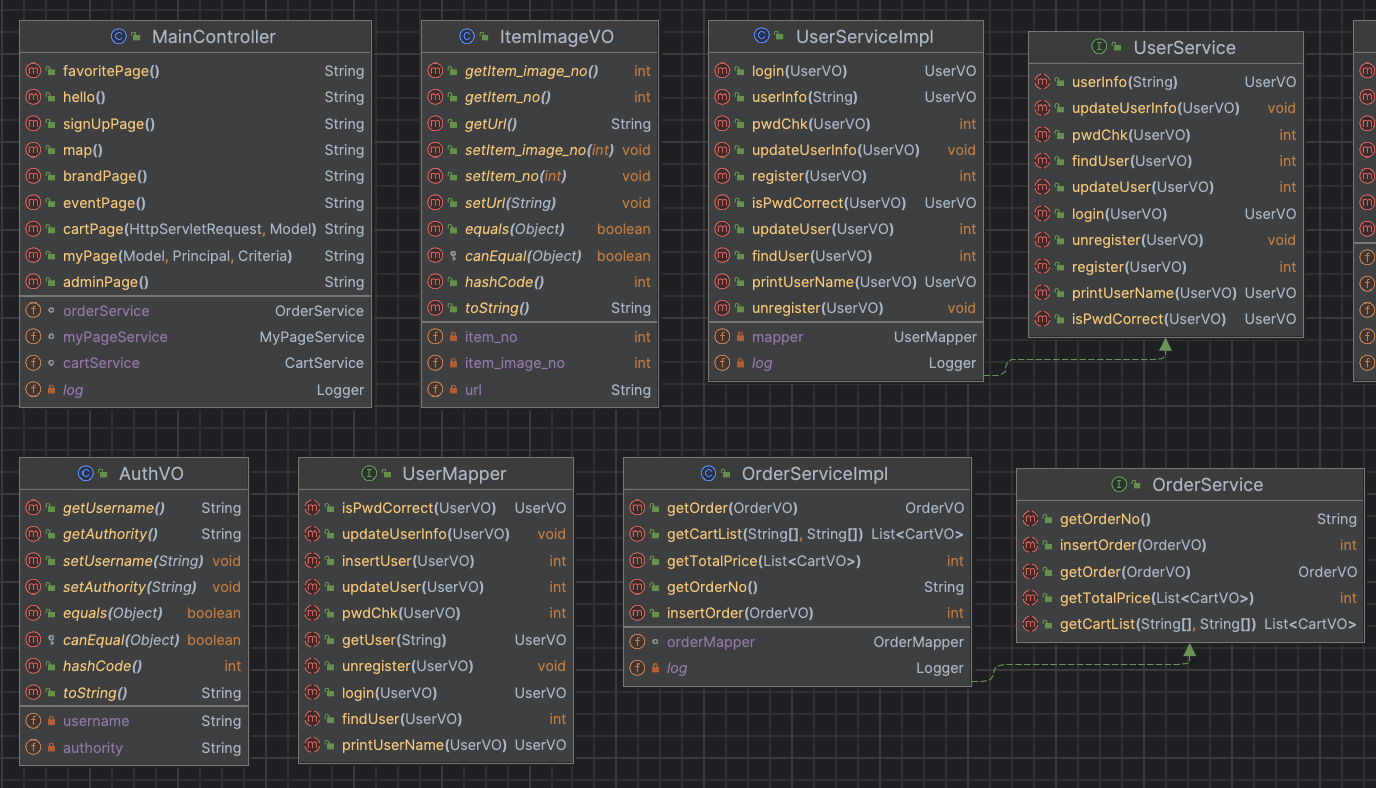 MainController
favoritePage() String
hello() String
signUpPage() String
map() String
brandPage() String
eventPage() String
cartPage(HttpServletRequest, Model) String
myPage(Model, Principal, Criteria) String
adminPage() String
orderService OrderService
myPageService MyPageService
cartService CartService
log Logger
ItemImageVO
getItem_image_no() int
getItem_no() int
getUrl() String
setItem_image_no(int) void
setItem_no(int) void
setUrl(String) void
equals(Object) boolean
canEqual(Object) boolean
hashCode() int
toString() String
item_no int
item_image_no int
url String
UserServiceImpl
login(UserVO) UserVO
userInfo(String) UserVO
pwdChk(UserVO) int
updateUserInfo(UserVO) void
register(UserVO) int
isPwdCorrect(UserVO) UserVO
updateUser(UserVO) int
findUser(UserVO) int
printUserName(UserVO) UserVO
unregister(UserVO) void
mapper UserMapper
log Logger
UserService
userInfo(String) UserVO
updateUserInfo(UserVO) void
pwdChk(UserVO) int
findUser(UserVO) int
updateUser(UserVO) int
login(UserVO) UserVO
unregister(UserVO) void
register(UserVO) int
printUserName(UserVO) UserVO
isPwdCorrect(UserVO) UserVO
AuthVO
getUsername() String
getAuthority() String
setUsername(String) void
setAuthority(String) void
equals(Object) boolean
canEqual(Object) boolean
hashCode() int
toString() String
username String
authority String
UserMapper
isPwdCorrect(UserVO) UserVO
updateUserInfo(UserVO) void
insertUser(UserVO) int
updateUser(UserVO) int
pwdChk(UserVO) int
getUser(String) UserVO
unregister(UserVO) void
login(UserVO) UserVO
findUser(UserVO) int
printUserName(UserVO) UserVO
OrderServiceImpl
getOrder(OrderVO) OrderVO
getCartList(String[], String[]) List<CartVO>
getTotalPrice(List<CartVO>) int
getOrderNo() String
insertOrder(OrderVO) int
orderMapper OrderMapper
log Logger
OrderService
getOrderNo() String
insertOrder(OrderVO) int
getOrder(OrderVO) OrderVO
getTotalPrice(List<CartVO>) int
getCartList(String[], String[]) List<CartVO>